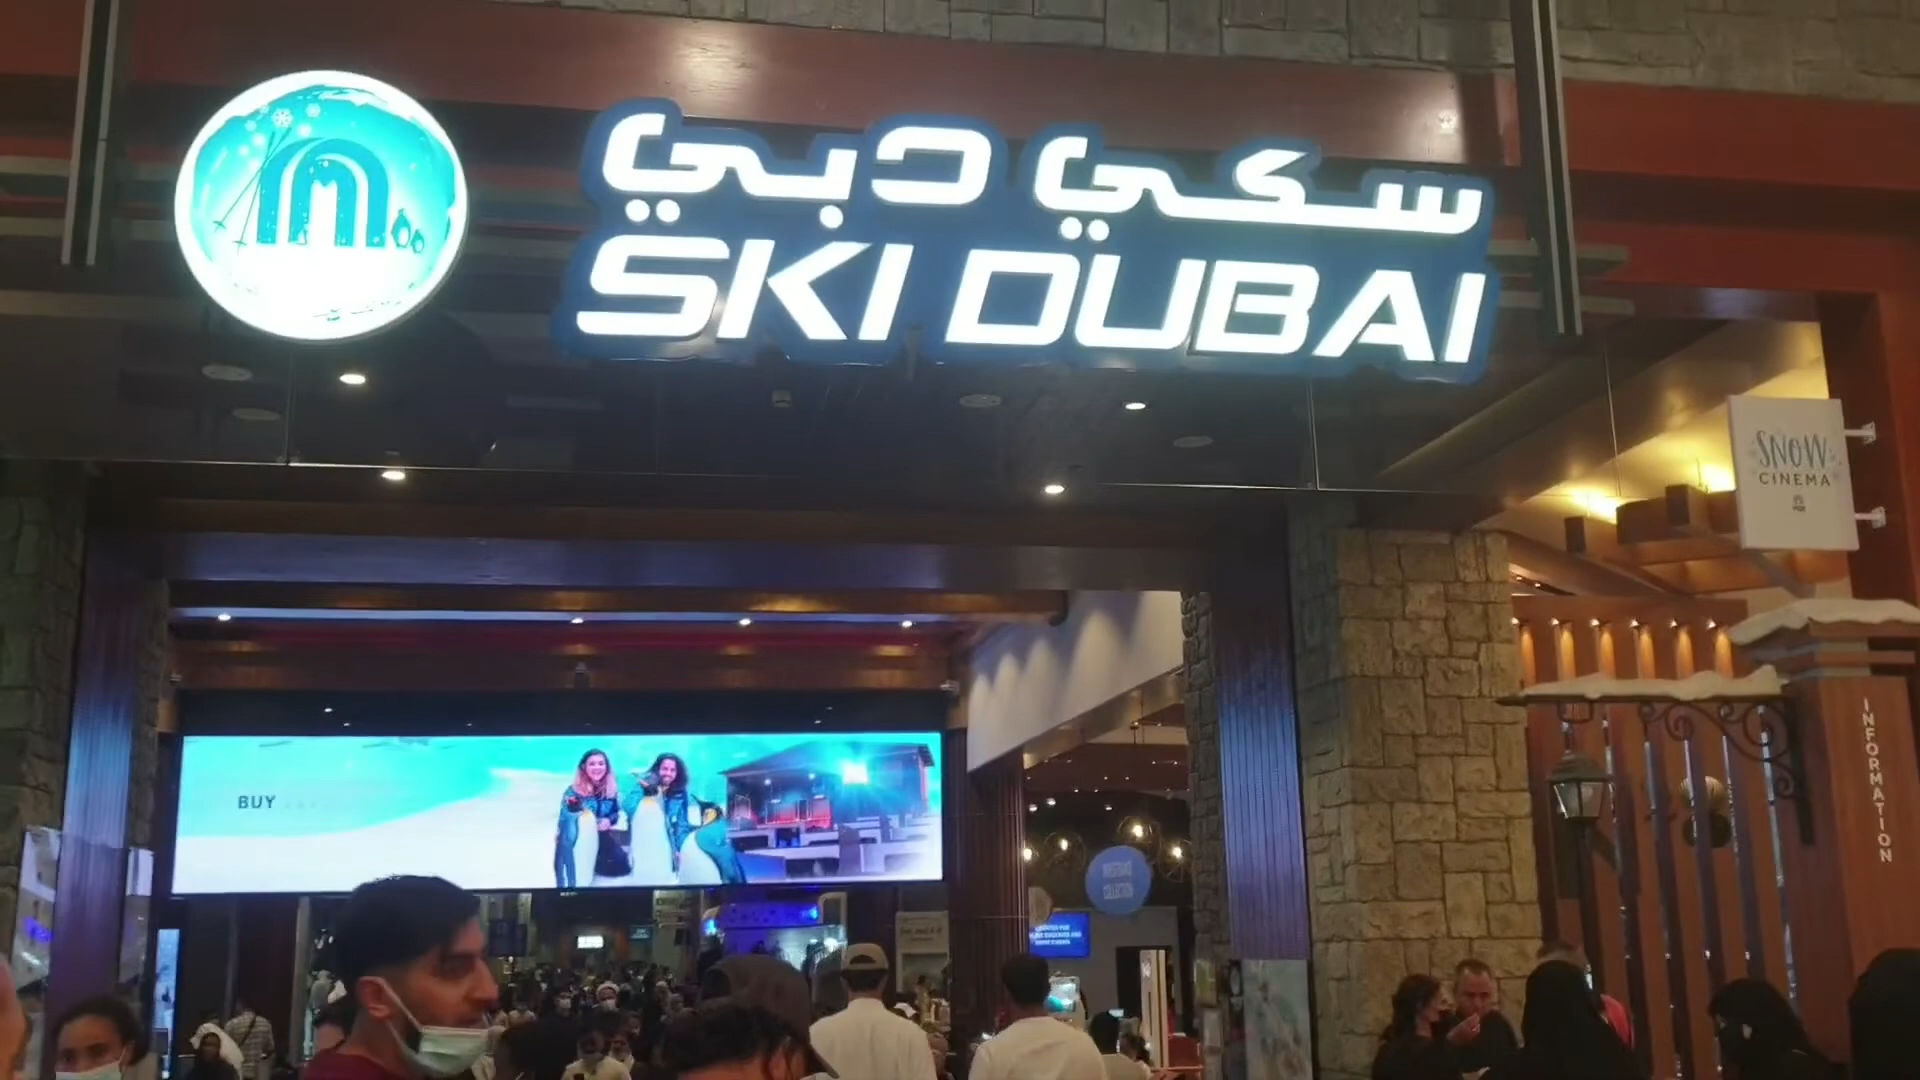 سكي دبي
SKI DUBAI
SNOW
CINEMA
INFORMATION
BUY